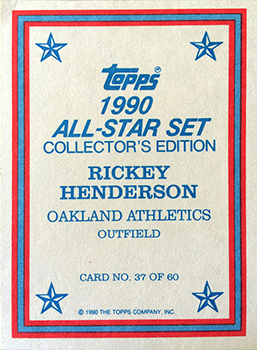 topps
1990
ALL-STAR SET
COLLECTOR'S EDITION
RICKEY
HENDERSON
OAKLAND ATHLETICS
OUTFIELD
CARD NO. 37 OF 60
© 1990 THE TOPPS COMPANY, INC.